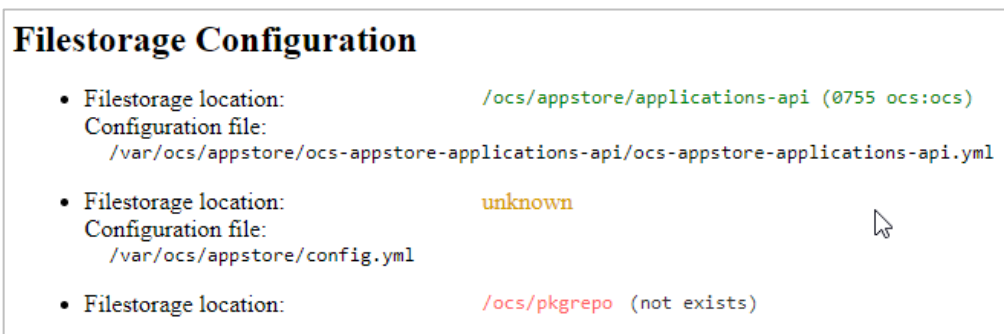 Filestorage Configuration
• Filestorage location: /ocs/appstore/applications-api (0755 ocs:ocs)
Configuration file:
/var/ocs/appstore/ocs-appstore-applications-api/ocs-appstore-applications-api.yml
• Filestorage location: unknown
Configuration file:
/var/ocs/appstore/config.yml
• Filestorage location: /ocs/pkgrepo (not exists)